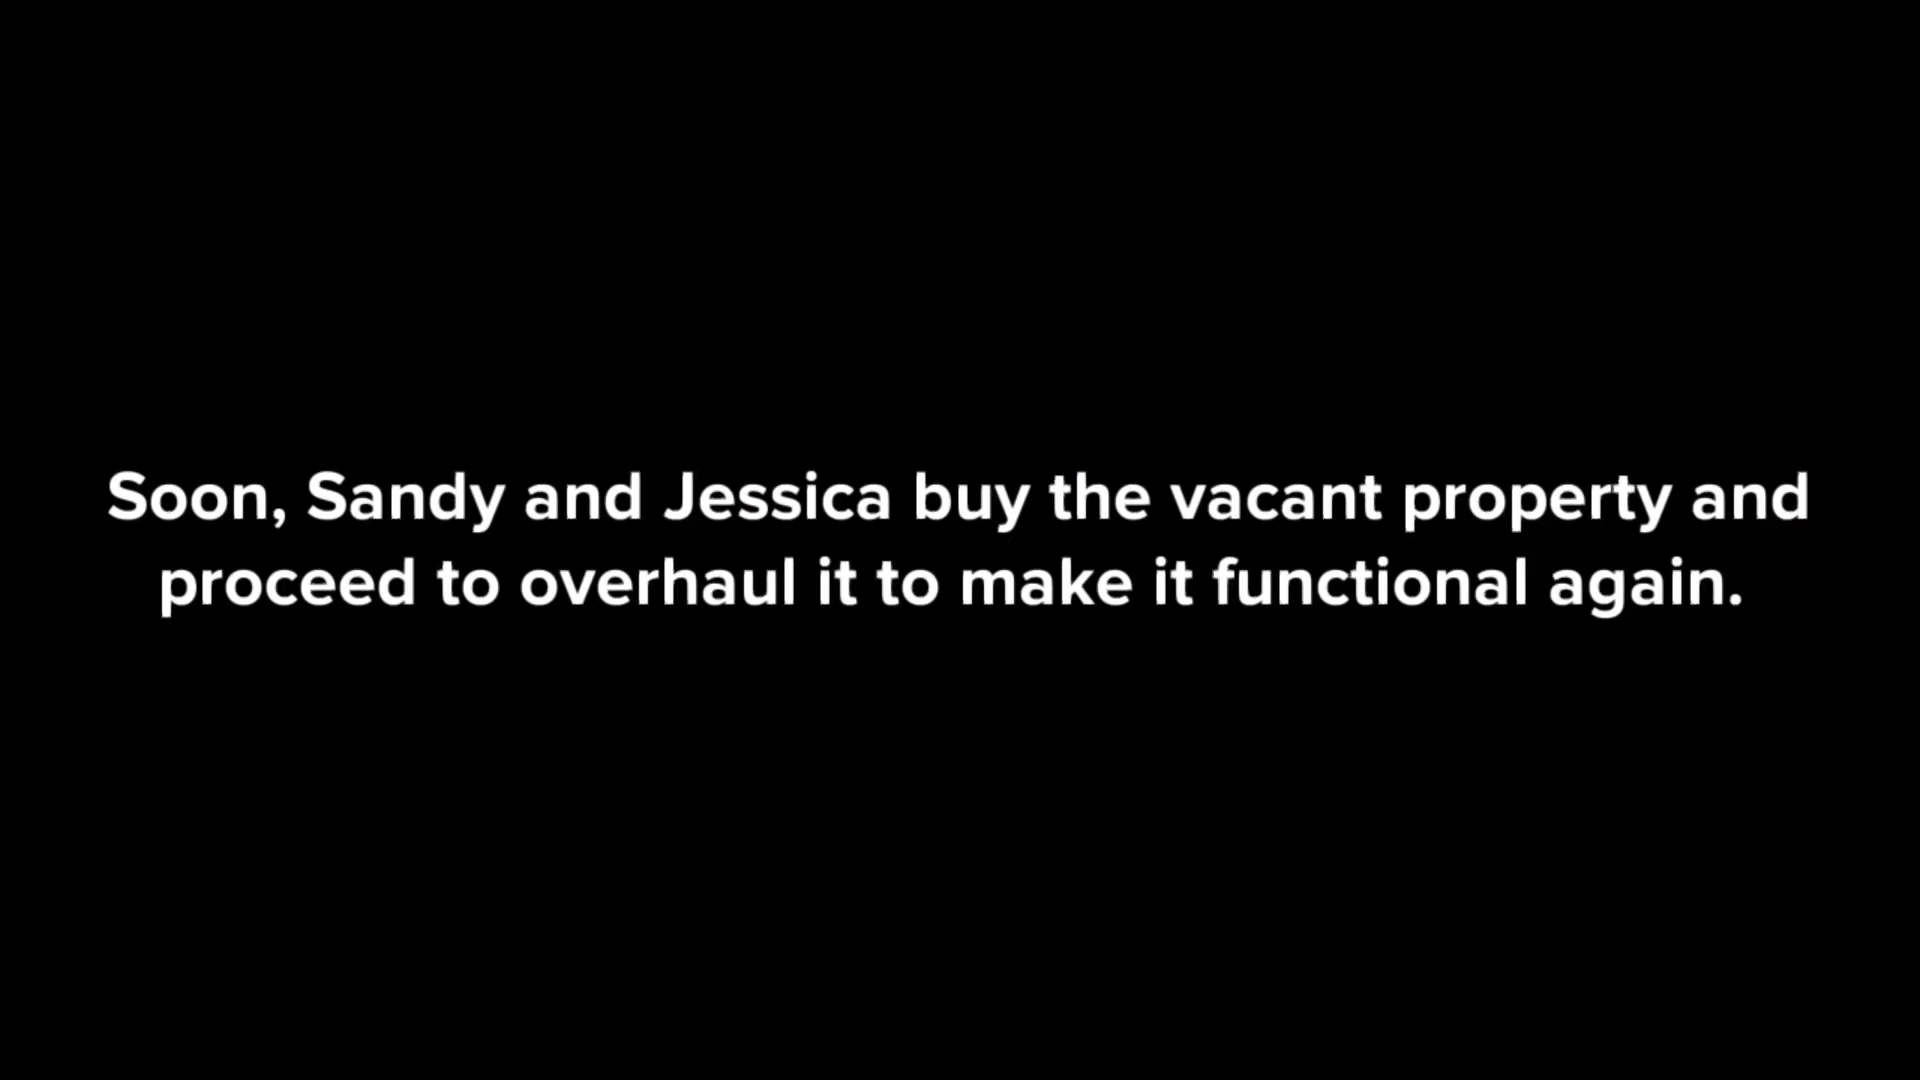 Soon, Sandy and Jessica buy the vacant property and
proceed to overhaul it to make it functional again.